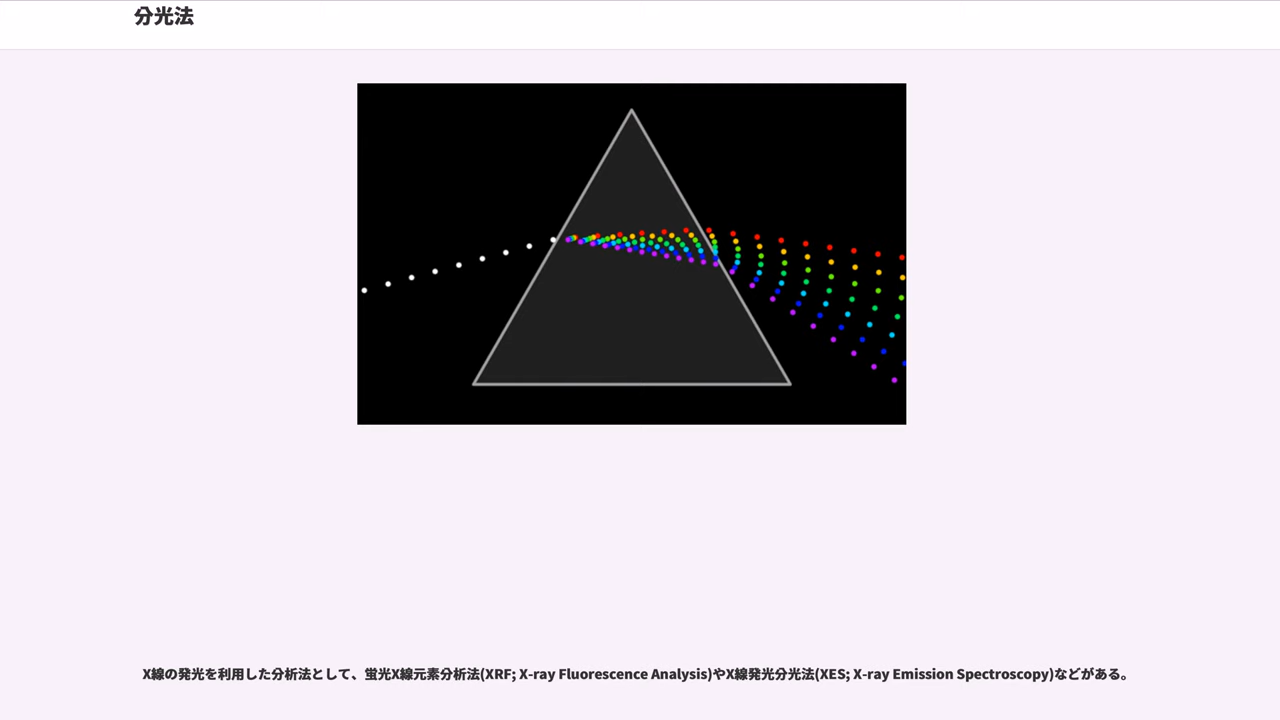 分光法
X線の発光を利用した分析法として、蛍光X線元素分析法(XRF; X-ray Fluorescence Analysis)やX線発光分光法(XES; X-ray Emission Spectroscopy)などがある。